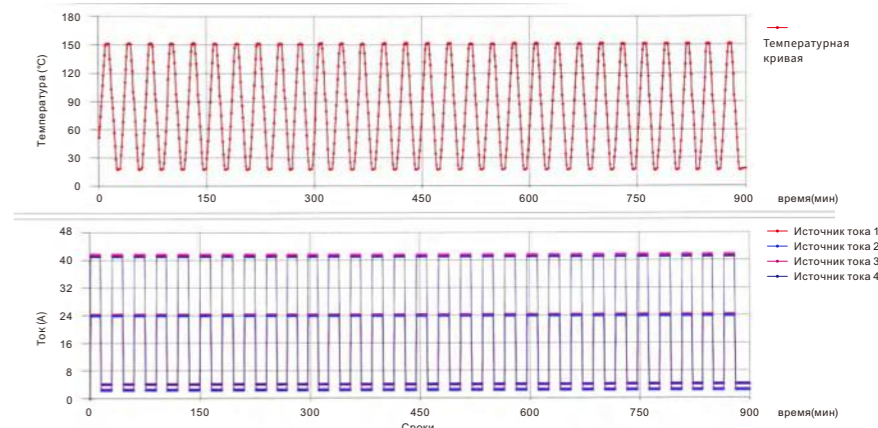 180
150
120
90
60
30
0
Температура (°C)
0 150 300 450 600 750 900 время(мин)
Температурная
кривая
48
40
32
24
16
8
0
Ток (А)
0 150 300 450 600 750 900 время(мин)
Сроки
Источник тока 1
Источник тока 2
Источник тока 3
Источник тока 4